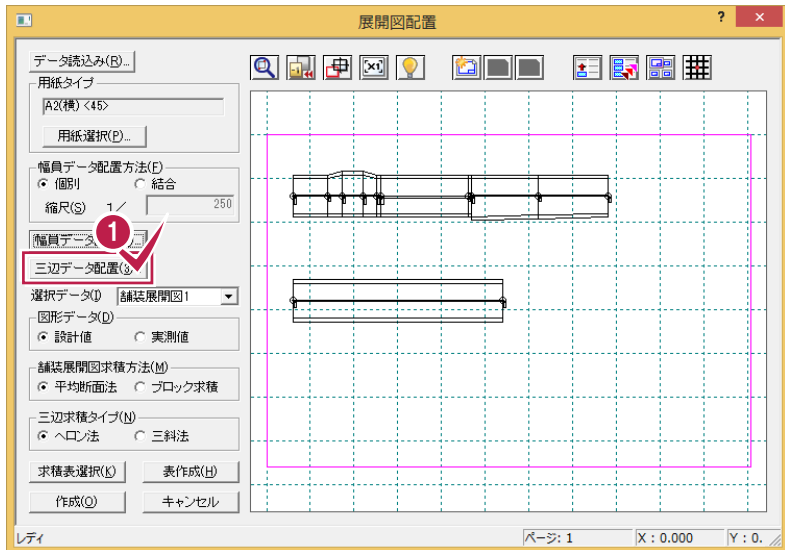 展開図配置
? ×
データ読込み(R)...
用紙タイプ
A2(横) <45>
用紙選択(P)...
幅員データ配置方法(F)
個別 結合
縮尺(S) 1/ 250
幅員データ
1
三辺データ配置
選択データ(I) 舗装展開図1
図形データ(D)
設計値 実測値
舗装展開図求積方法(M)
平均断面法 ブロック求積
三辺求積タイプ(N)
ヘロン法 三斜法
求積表選択(K) 表作成(H)
作成(O) キャンセル
レディ ページ: 1 X : 0.000 Y : 0.